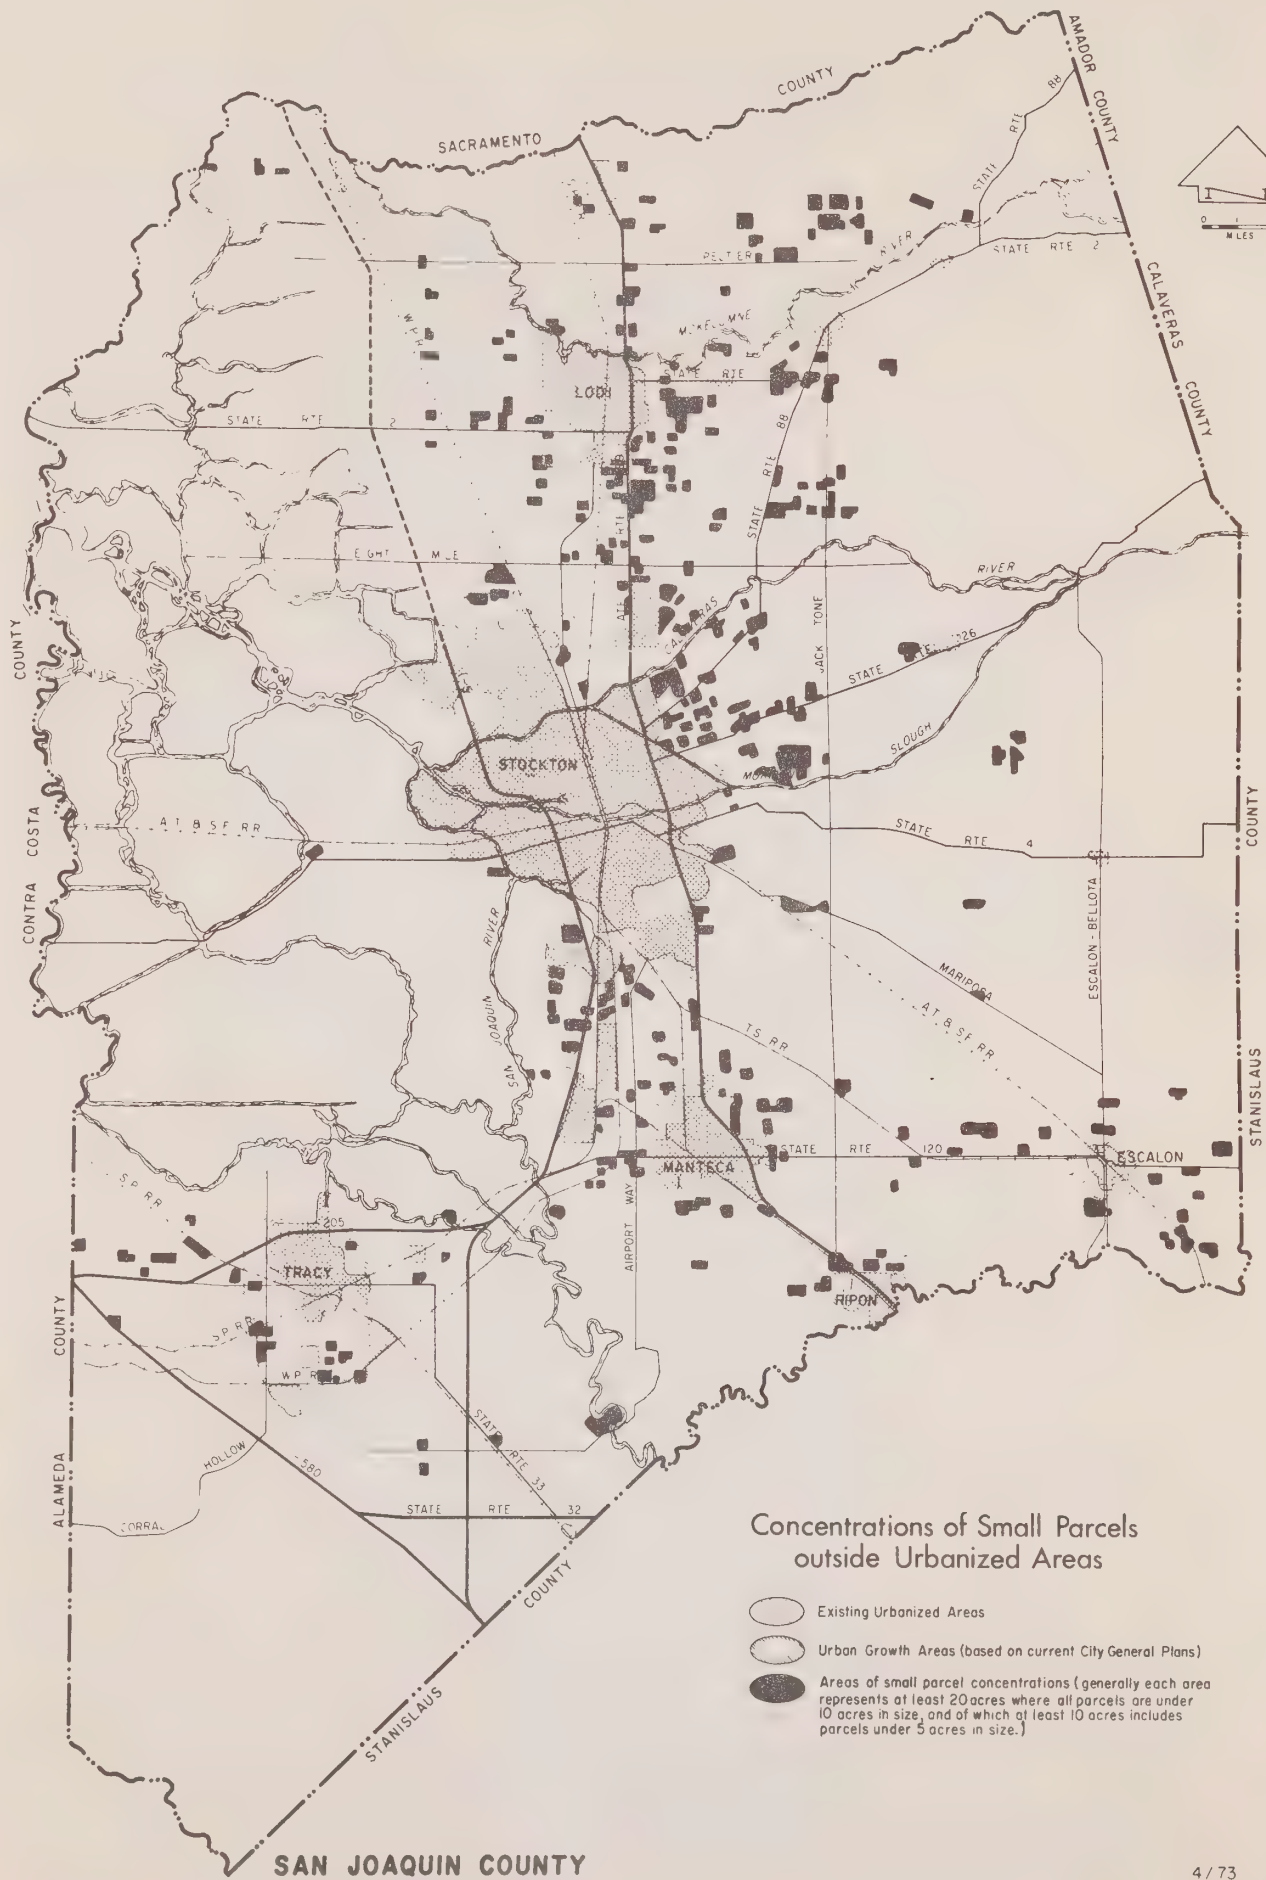 AMADOR COUNTY
COUNTY
88
SACRAMENTO
STATE RTE
0 1
MILES
RIVER
STATE RTE 2
PELTIER
CALAVERAS
COUNTY
MOKELUMNE
LODI
STATE RTE
STATE RTE 2
STATE RTE 88
RTE
EIGHT MILE
RIVER
COUNTY
JACK TONE
CALAVERAS
STATE RTE 26
SLOUGH
STOCKTON
A T & S F RR
STATE RTE 4
COUNTY
CONTRA COSTA
ESCALON - BELLOTA
SAN JOAQUIN RIVER
MARIPOSA
A T & S F RR
T S RR
STANISLAUS
STATE RTE 120
ESCALON
MANTECA
S P RR
205
AIRPORT WAY
TRACY
RIPON
COUNTY
S P RR
W P R
STATE RTE 33
HOLLOW
580
ALAMEDA
CORRAL
STATE RTE 32
COUNTY
STANISLAUS
Concentrations of Small Parcels
outside Urbanized Areas
Existing Urbanized Areas
Urban Growth Areas (based on current City General Plans)
Areas of small parcel concentrations (generally each area
represents at least 20 acres where all parcels are under
10 acres in size, and of which at least 10 acres includes
parcels under 5 acres in size.)
SAN JOAQUIN COUNTY
4 / 73